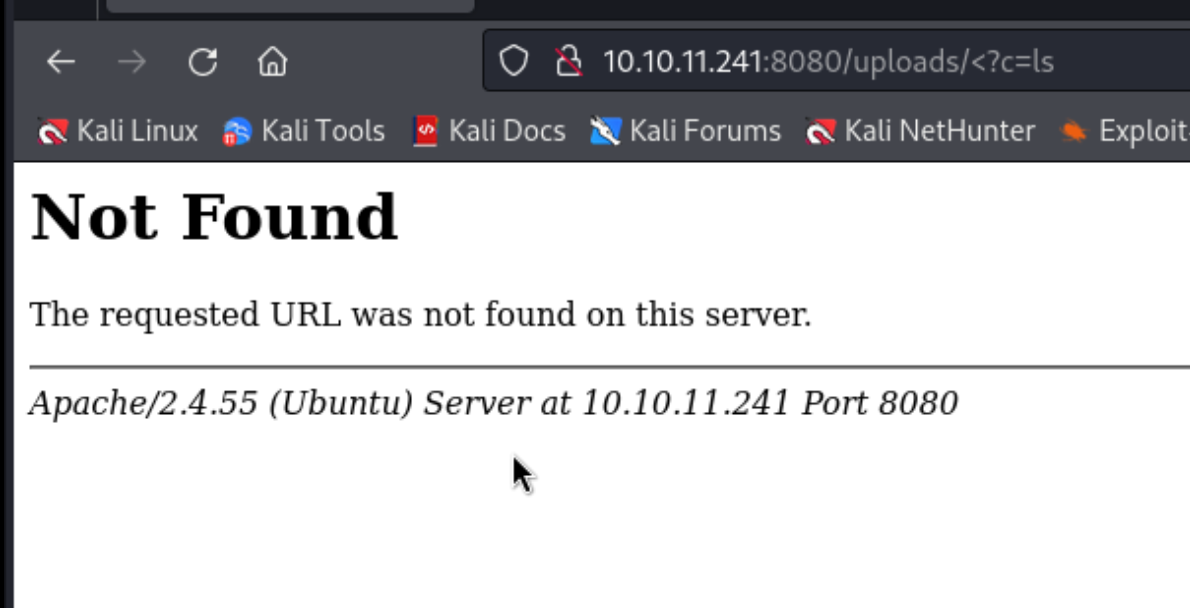 10.10.11.241:8080/uploads/<?c=ls
Kali Linux Kali Tools Kali Docs Kali Forums Kali NetHunter Exploit
Not Found
The requested URL was not found on this server.
Apache/2.4.55 (Ubuntu) Server at 10.10.11.241 Port 8080